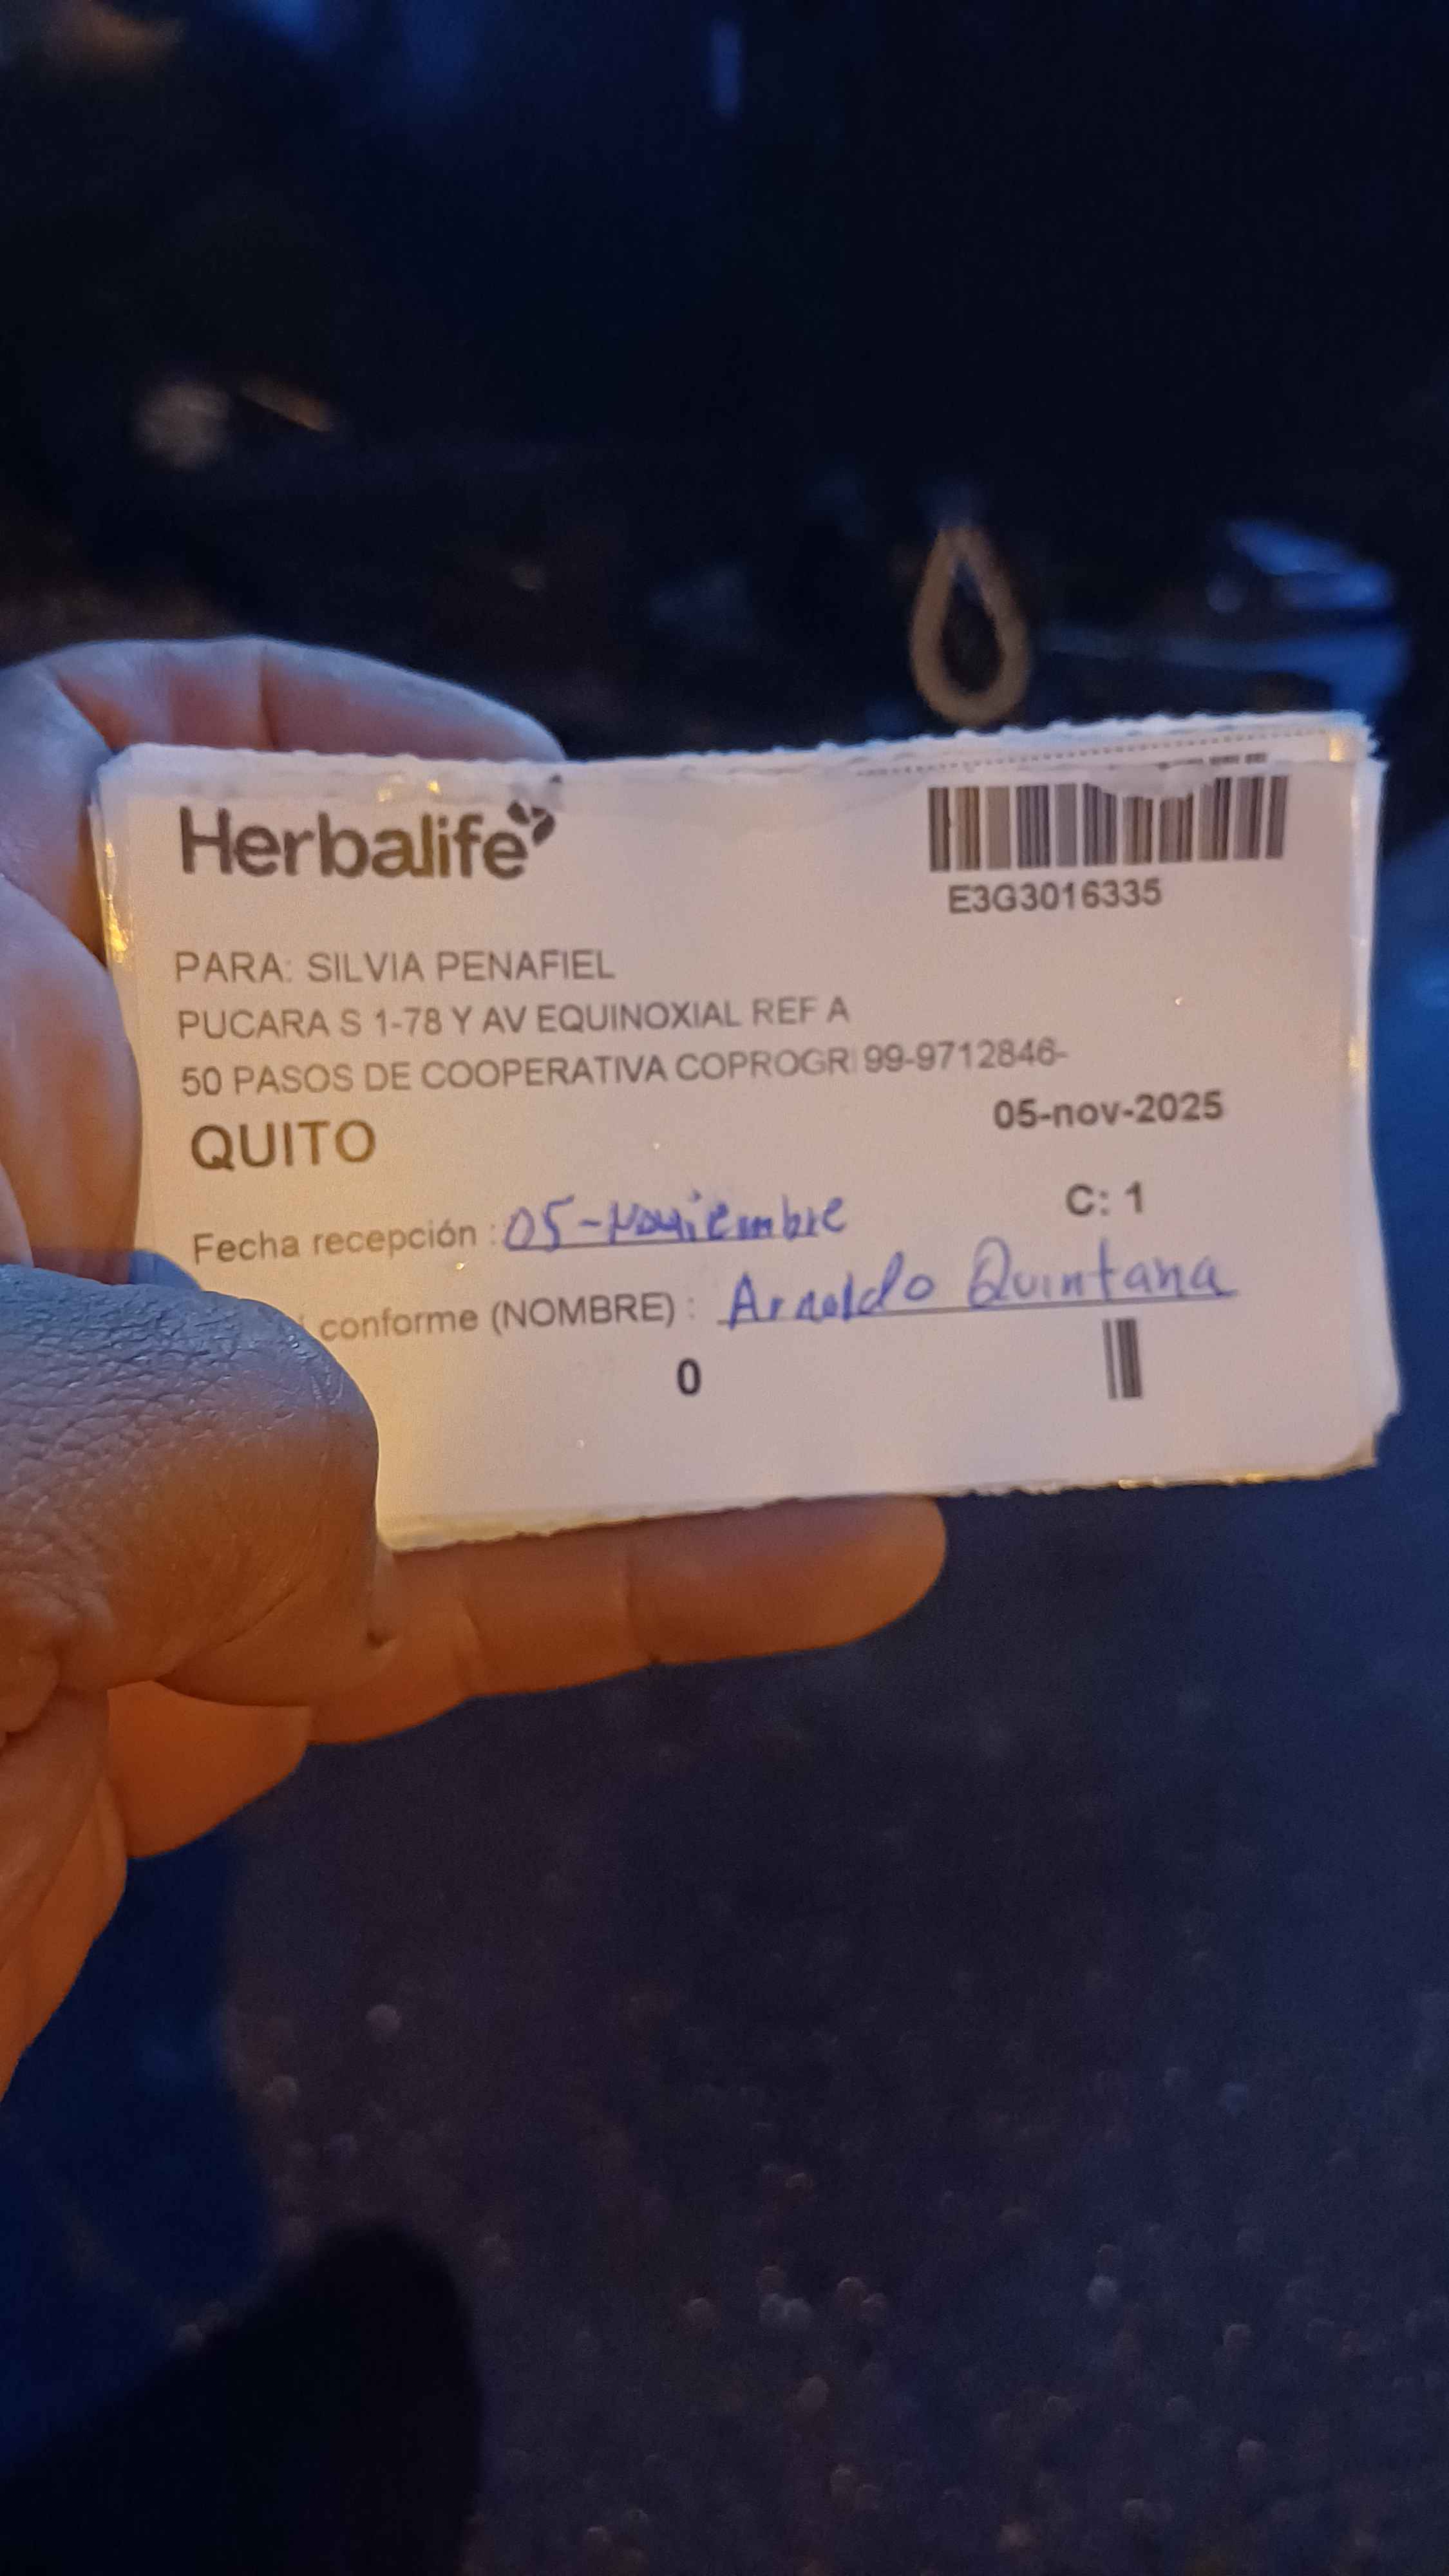 Herbalife
E3G3016335
PARA: SILVIA PENAFIEL
PUCARA S 1-78 Y AV EQUINOXIAL REF A
50 PASOS DE COOPERATIVA COPROGR 99-9712846-
05-nov-2025
QUITO
C: 1
Fecha recepción : 05-Noviembre
conforme (NOMBRE) : Arnoldo Quintana
0